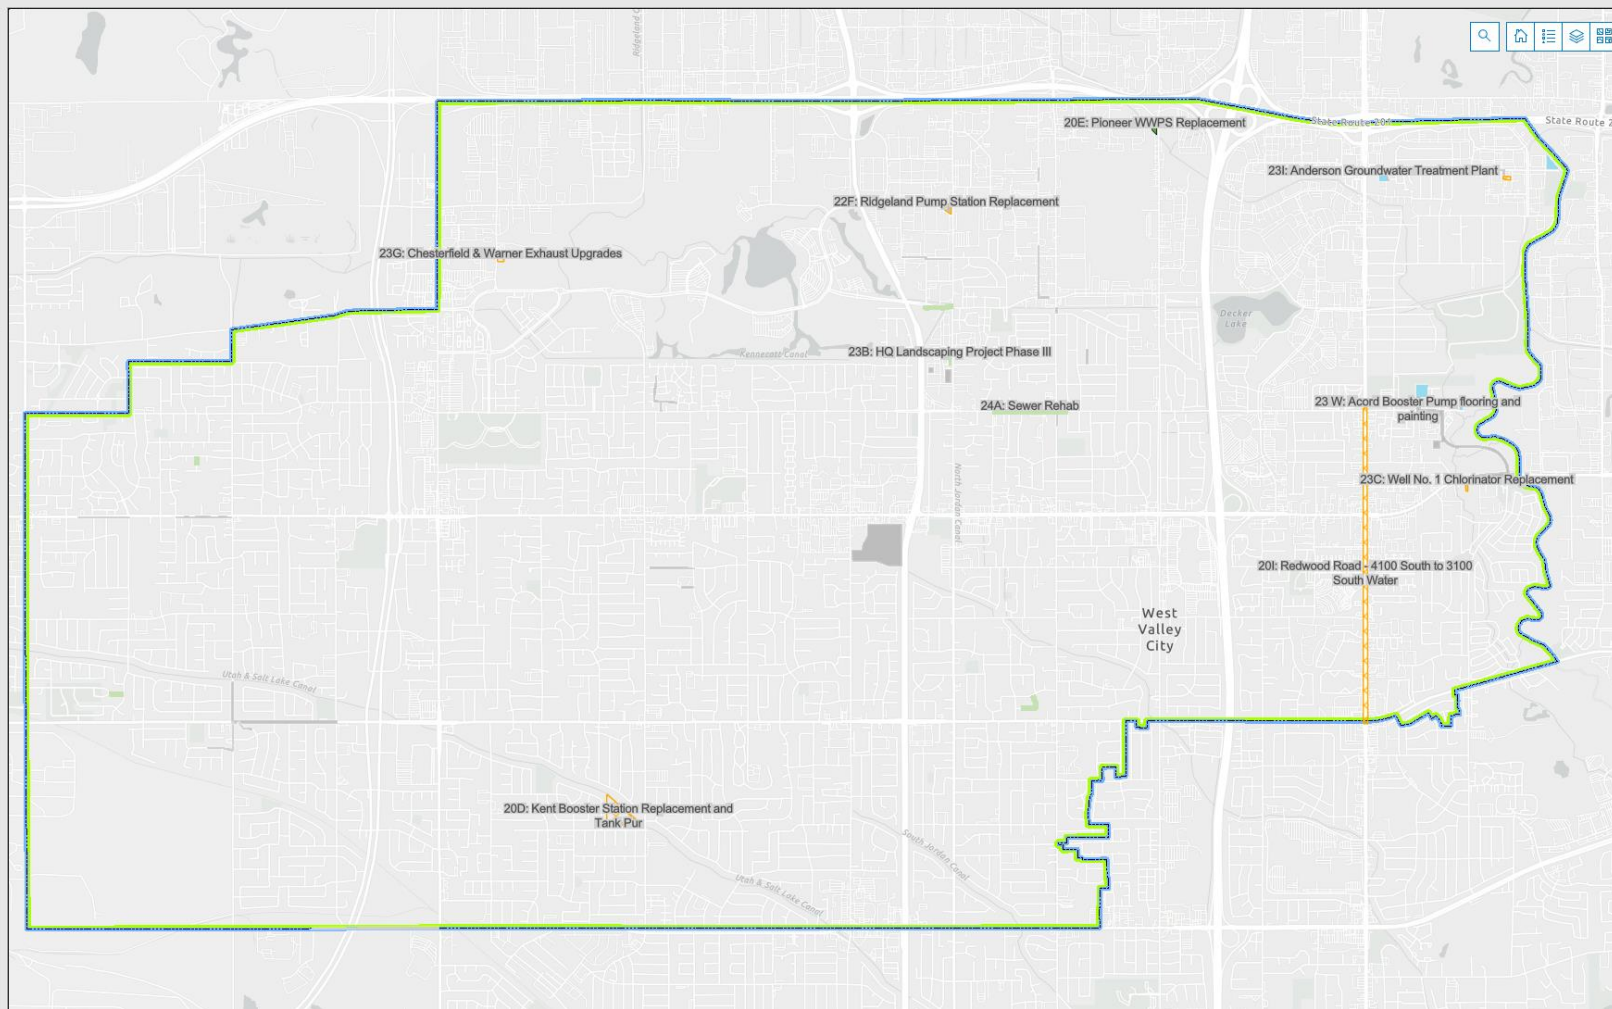 Ridgeland C
20E: Pioneer WWPS Replacement
State Route 201
State Route 2
23I: Anderson Groundwater Treatment Plant
22F: Ridgeland Pump Station Replacement
23G: Chesterfield & Warner Exhaust Upgrades
Decker
Lake
23B: HQ Landscaping Project Phase III
Kennecott Canal
24A: Sewer Rehab
23 W: Acord Booster Pump flooring and
painting
North Jordan Canal
23C: Well No. 1 Chlorinator Replacement
20I: Redwood Road - 4100 South to 3100
South Water
West
Valley
City
Utah & Salt Lake Canal
20D: Kent Booster Station Replacement and
Tank Pur
South Jordan Canal
Utah & Salt Lake Canal